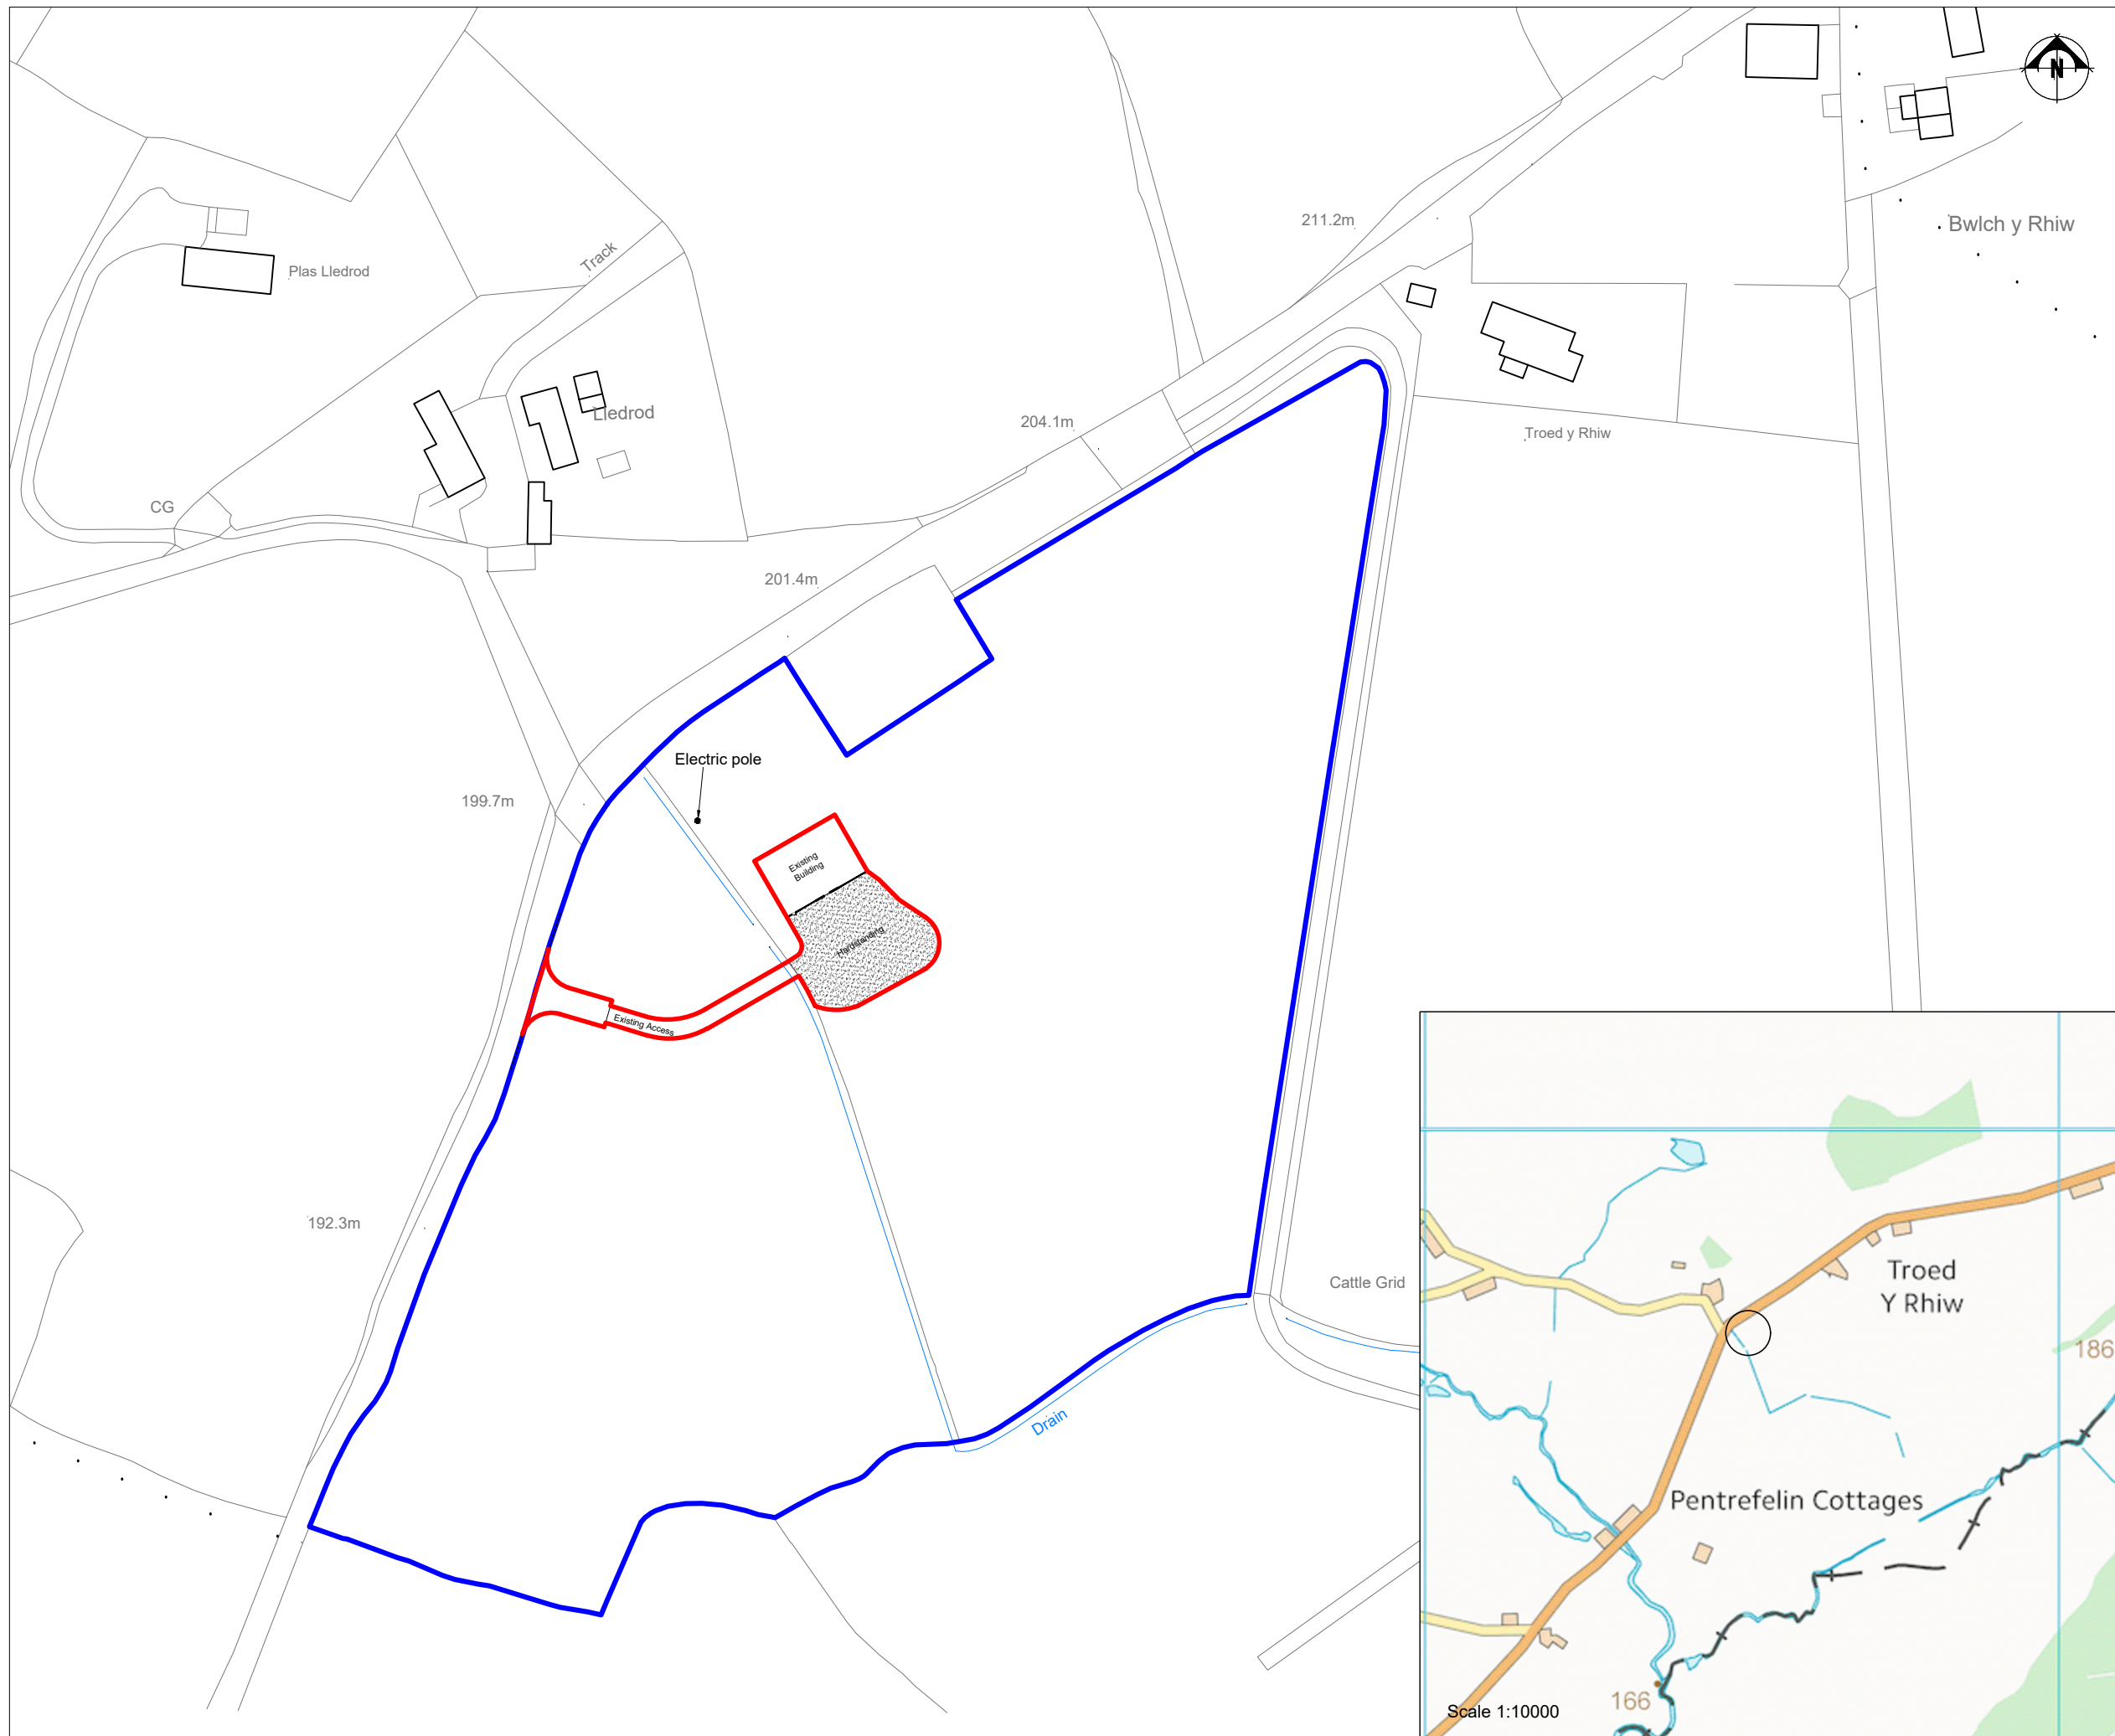 N
211.2m
Bwlch y Rhiw
Track
Plas Lledrod
Lledrod
204.1m
Troed y Rhiw
CG
201.4m
Electric pole
199.7m
Existing
Building
Hardstanding
Existing Access
192.3m
Cattle Grid
Drain
Troed
Y Rhiw
186
Pentrefelin Cottages
166
Scale 1:10000